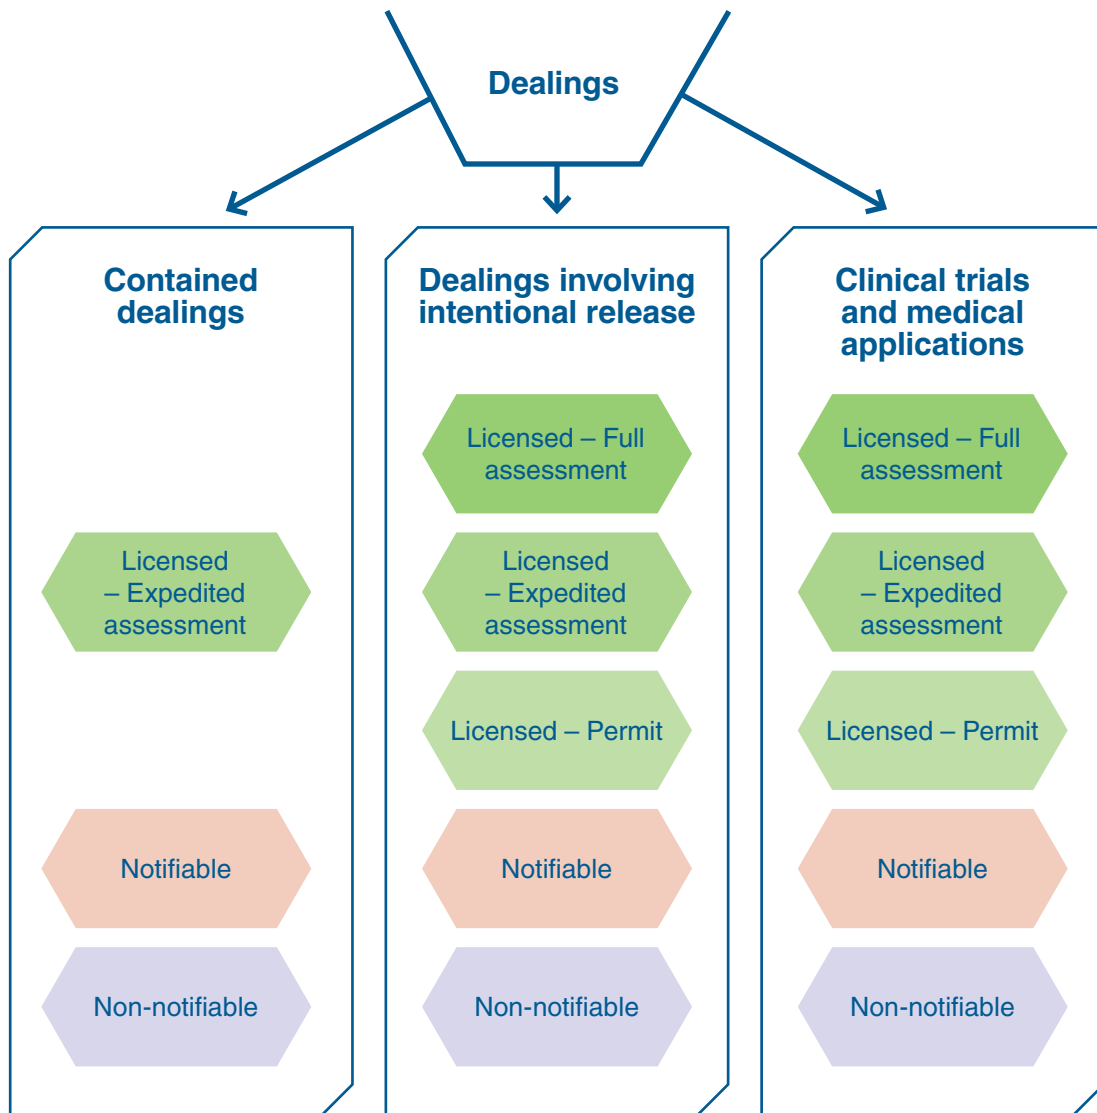 Dealings
Contained
dealings
Licensed
– Expedited
assessment
Notifiable
Non-notifiable
Dealings involving
intentional release
Licensed – Full
assessment
Licensed
– Expedited
assessment
Licensed – Permit
Notifiable
Non-notifiable
Clinical trials
and medical
applications
Licensed – Full
assessment
Licensed
– Expedited
assessment
Licensed – Permit
Notifiable
Non-notifiable